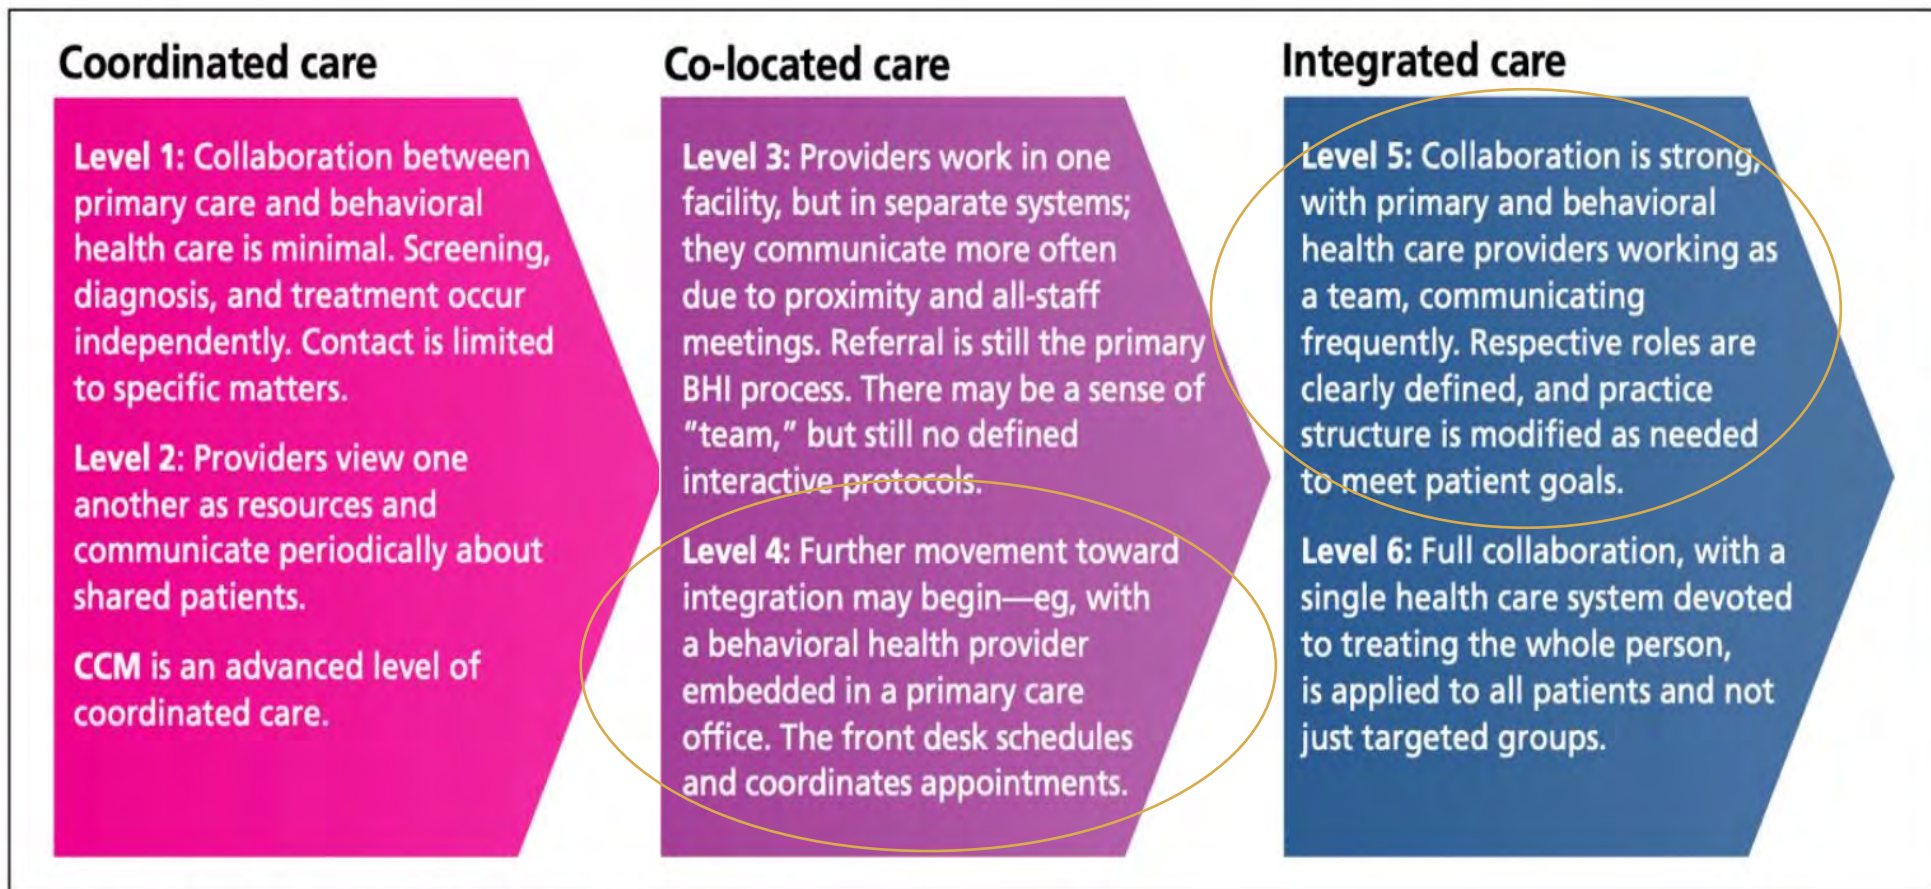 Coordinated care
Level 1: Collaboration between
primary care and behavioral
health care is minimal. Screening,
diagnosis, and treatment occur
independently. Contact is limited
to specific matters.
Level 2: Providers view one
another as resources and
communicate periodically about
shared patients.
CCM is an advanced level of
coordinated care.
Co-located care
Level 3: Providers work in one
facility, but in separate systems;
they communicate more often
due to proximity and all-staff
meetings. Referral is still the primary
BHI process. There may be a sense of
“team,” but still no defined
interactive protocols.
Level 4: Further movement toward
integration may begin—eg, with
a behavioral health provider
embedded in a primary care
office. The front desk schedules
and coordinates appointments.
Integrated care
Level 5: Collaboration is strong,
with primary and behavioral
health care providers working as
a team, communicating
frequently. Respective roles are
clearly defined, and practice
structure is modified as needed
to meet patient goals.
Level 6: Full collaboration, with a
single health care system devoted
to treating the whole person,
is applied to all patients and not
just targeted groups.